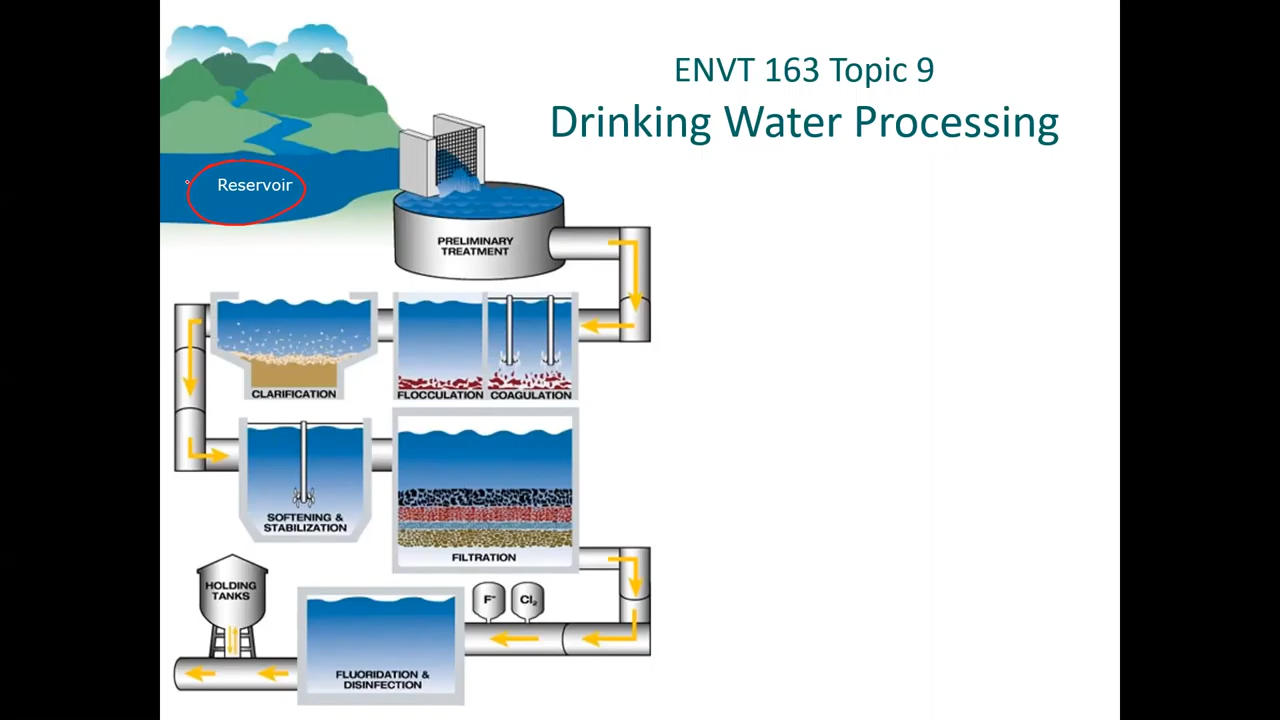 ENVT 163 Topic 9
Drinking Water Processing
Reservoir
PRELIMINARY
TREATMENT
CLARIFICATION
FLOCCULATION
COAGULATION
SOFTENING &
STABILIZATION
FILTRATION
HOLDING
TANKS
F⁻
Cl₂
FLUORIDATION &
DISINFECTION